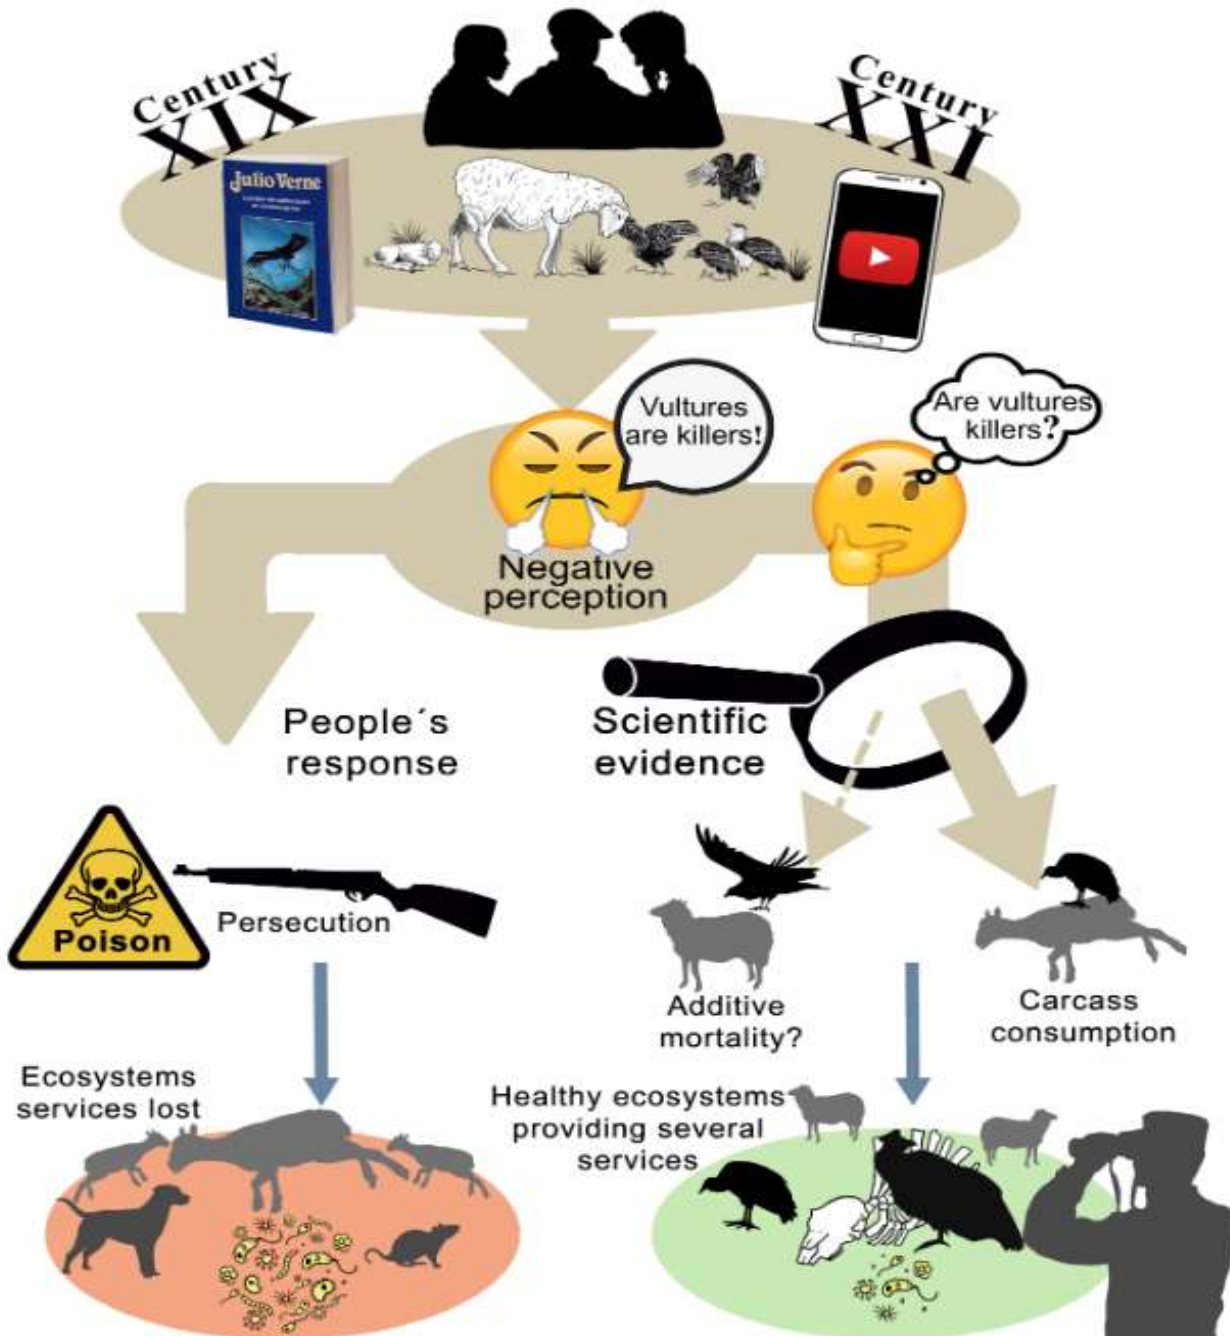 Century
XIX
Century
XXI
Julio Verne
Vultures
are killers!
Are vultures
killers?
Negative
perception
People´s
response
Scientific
evidence
Poison
Persecution
Additive
mortality?
Carcass
consumption
Ecosystems
services lost
Healthy ecosystems
providing several
services